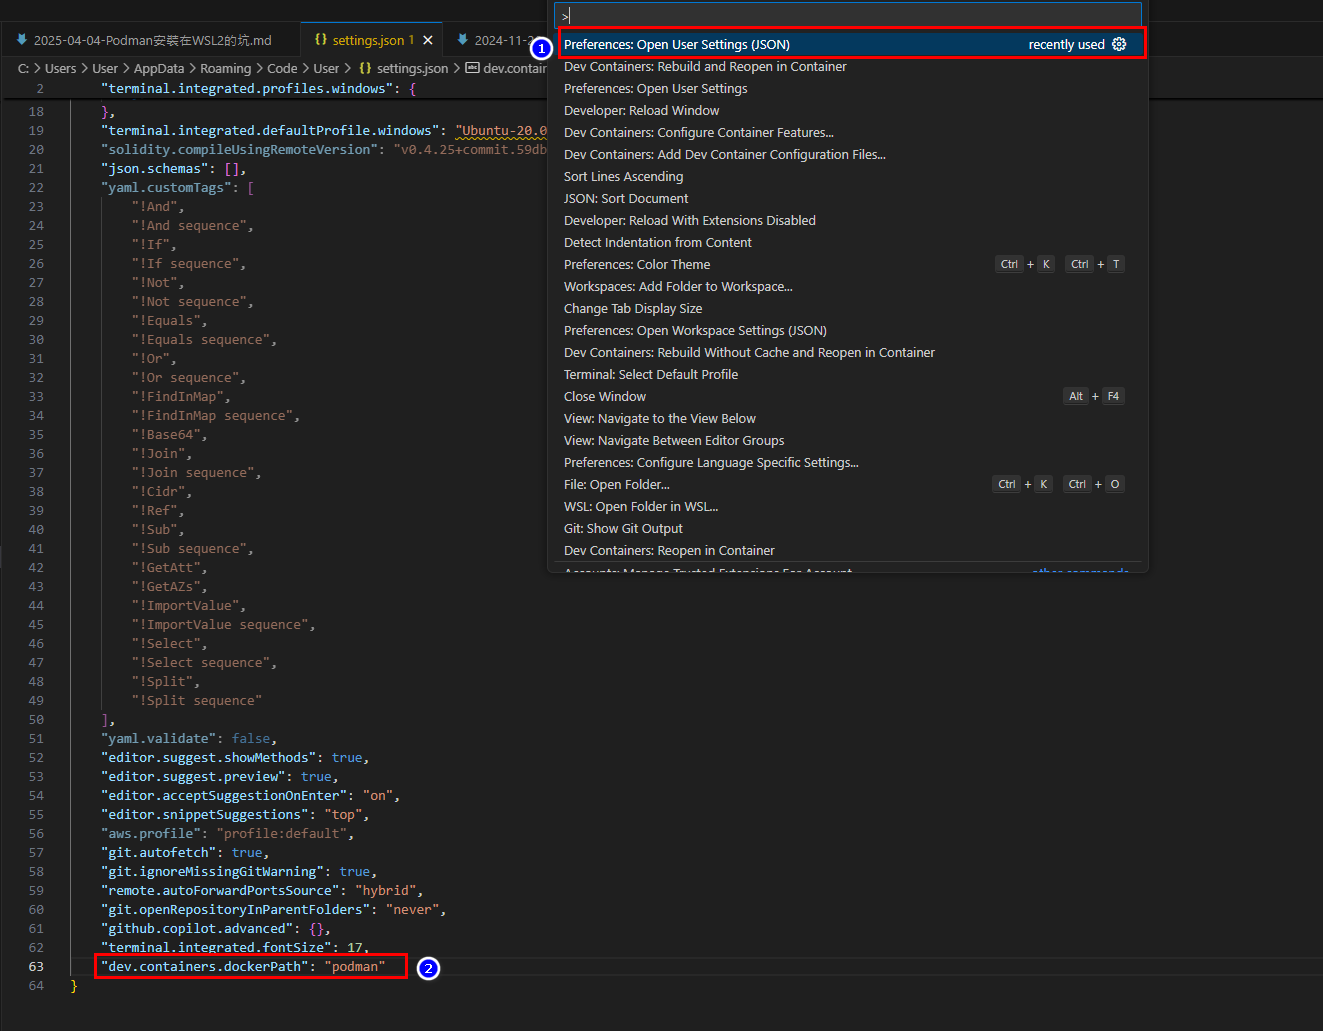 2025-04-04-Podman安裝在WSL2的坑.md
{} settings.json 1 ×
2024-11-2
C: > Users > User > AppData > Roaming > Code > User > {} settings.json > dev.contain
2 "terminal.integrated.profiles.windows": {
18 },
19 "terminal.integrated.defaultProfile.windows": "Ubuntu-20.0
20 "solidity.compileUsingRemoteVersion": "v0.4.25+commit.59db
21 "json.schemas": [],
22 "yaml.customTags": [
23 "!And",
24 "!And sequence",
25 "!If",
26 "!If sequence",
27 "!Not",
28 "!Not sequence",
29 "!Equals",
30 "!Equals sequence",
31 "!Or",
32 "!Or sequence",
33 "!FindInMap",
34 "!FindInMap sequence",
35 "!Base64",
36 "!Join",
37 "!Join sequence",
38 "!Cidr",
39 "!Ref",
40 "!Sub",
41 "!Sub sequence",
42 "!GetAtt",
43 "!GetAZs",
44 "!ImportValue",
45 "!ImportValue sequence",
46 "!Select",
47 "!Select sequence",
48 "!Split",
49 "!Split sequence"
50 ],
51 "yaml.validate": false,
52 "editor.suggest.showMethods": true,
53 "editor.suggest.preview": true,
54 "editor.acceptSuggestionOnEnter": "on",
55 "editor.snippetSuggestions": "top",
56 "aws.profile": "profile:default",
57 "git.autofetch": true,
58 "git.ignoreMissingGitWarning": true,
59 "remote.autoForwardPortsSource": "hybrid",
60 "git.openRepositoryInParentFolders": "never",
61 "github.copilot.advanced": {},
62 "terminal.integrated.fontSize": 17,
63 "dev.containers.dockerPath": "podman"
2
64 }
>
1
Preferences: Open User Settings (JSON) recently used
Dev Containers: Rebuild and Reopen in Container
Preferences: Open User Settings
Developer: Reload Window
Dev Containers: Configure Container Features...
Dev Containers: Add Dev Container Configuration Files...
Sort Lines Ascending
JSON: Sort Document
Developer: Reload With Extensions Disabled
Detect Indentation from Content
Preferences: Color Theme Ctrl + K Ctrl + T
Workspaces: Add Folder to Workspace...
Change Tab Display Size
Preferences: Open Workspace Settings (JSON)
Dev Containers: Rebuild Without Cache and Reopen in Container
Terminal: Select Default Profile
Close Window Alt + F4
View: Navigate to the View Below
View: Navigate Between Editor Groups
Preferences: Configure Language Specific Settings...
File: Open Folder... Ctrl + K Ctrl + O
WSL: Open Folder in WSL...
Git: Show Git Output
Dev Containers: Reopen in Container
Accounts: Manage Trusted Extensions For Account other commands